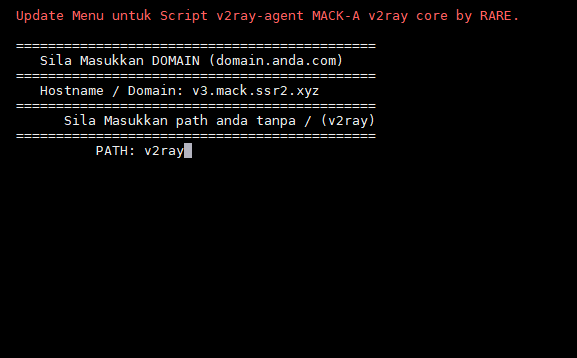 Update Menu untuk Script v2ray-agent MACK-A v2ray core by RARE.
=============================================
Sila Masukkan DOMAIN (domain.anda.com)
=============================================
Hostname / Domain: v3.mack.ssr2.xyz
=============================================
Sila Masukkan path anda tanpa / (v2ray)
=============================================
PATH: v2ray